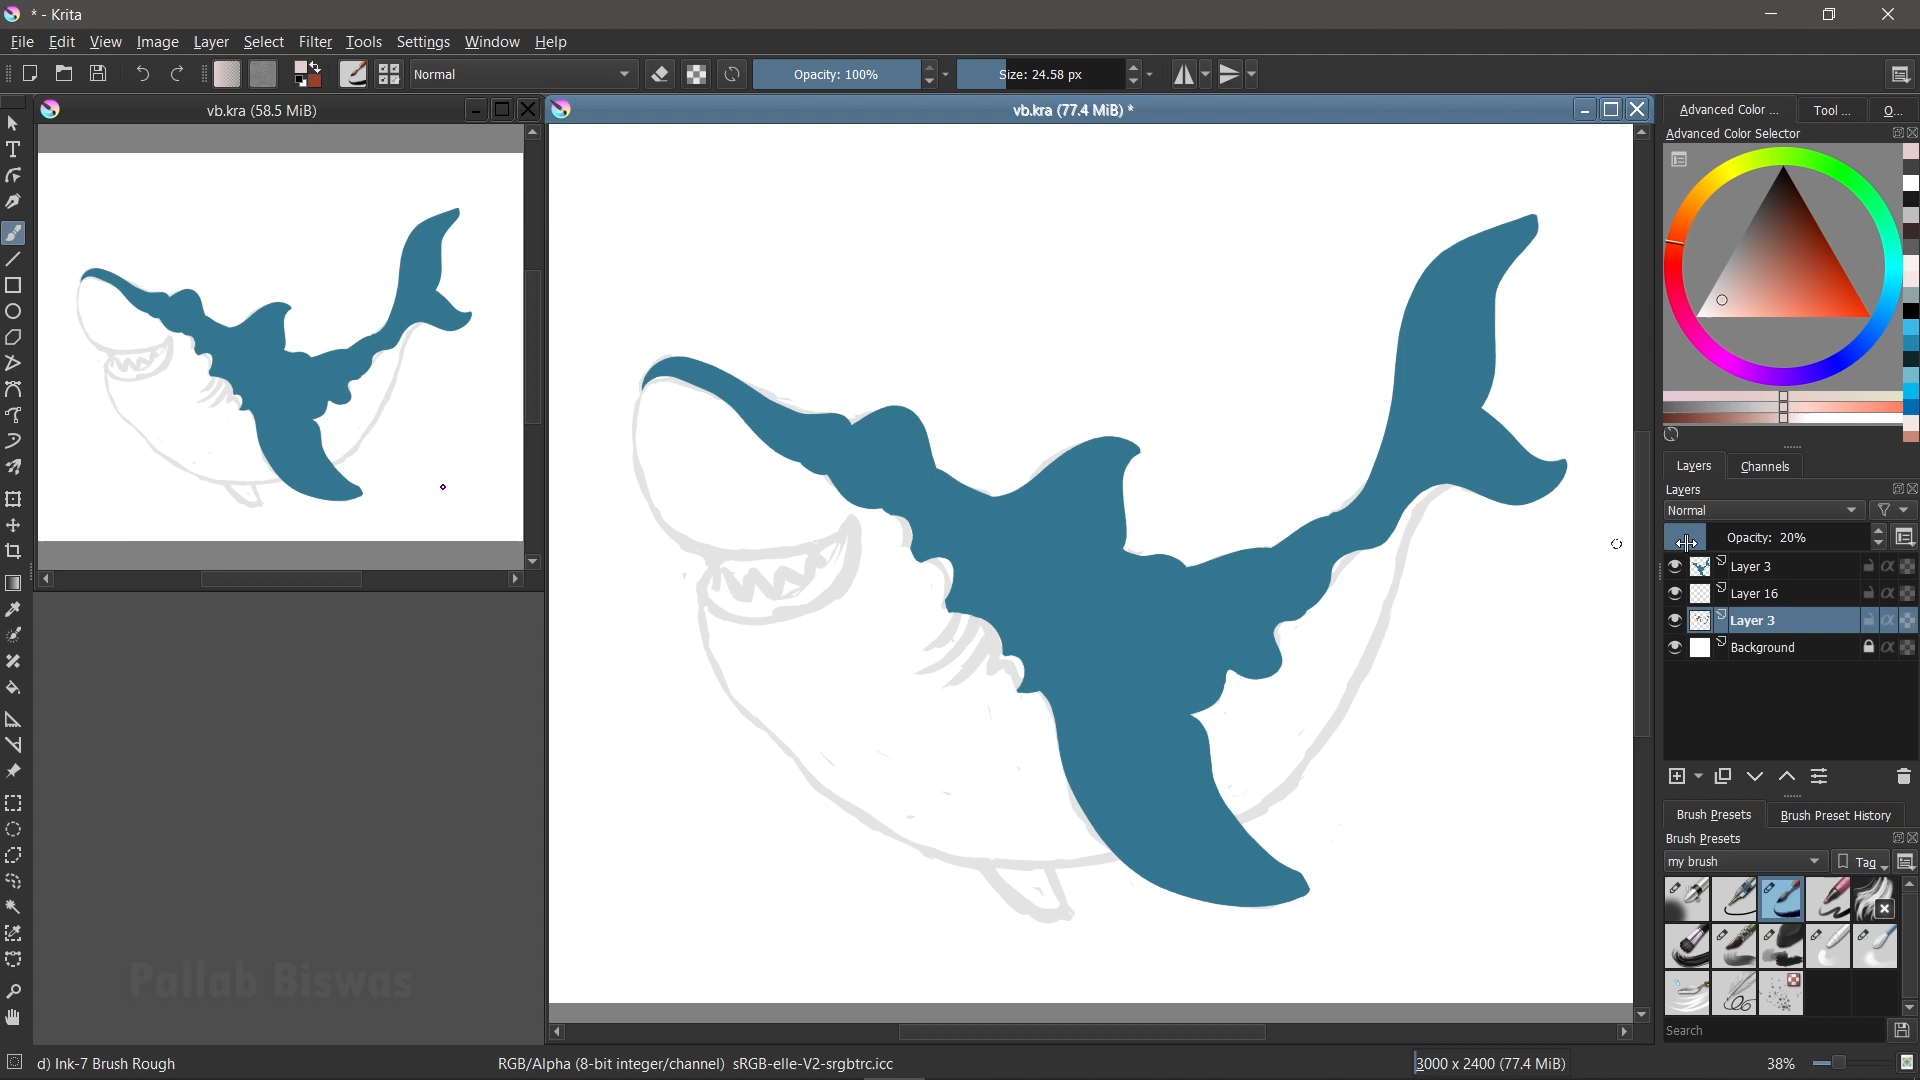 * - Krita
File Edit View Image Layer Select Filter Tools Settings Window Help
Normal Opacity: 100% Size: 24.58 px
vb.kra (58.5 MiB)
vb.kra (77.4 MiB) *
Advanced Color ... Tool ... O...
Advanced Color Selector
Layers Channels
Layers
Normal
Opacity: 20%
Layer 3
Layer 16
Layer 3
Background
Brush Presets Brush Preset History
Brush Presets
my brush Tag
Search
Pallab Biswas
d) Ink-7 Brush Rough RGB/Alpha (8-bit integer/channel) sRGB-elle-V2-srgbtrc.icc 3000 x 2400 (77.4 MiB) 38%